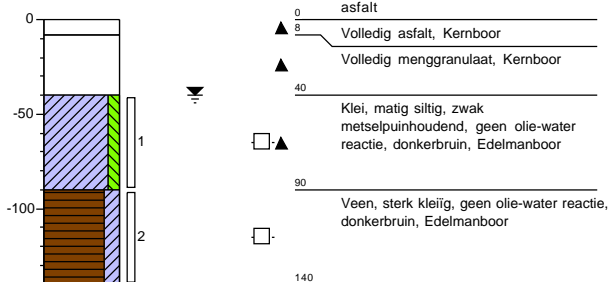 0
-50
-100
1
2
0
asfalt
8
Volledig asfalt, Kernboor
Volledig menggranulaat, Kernboor
40
Klei, matig siltig, zwak
metselpuinhoudend, geen olie-water
reactie, donkerbruin, Edelmanboor
90
Veen, sterk kleiïg, geen olie-water reactie,
donkerbruin, Edelmanboor
140